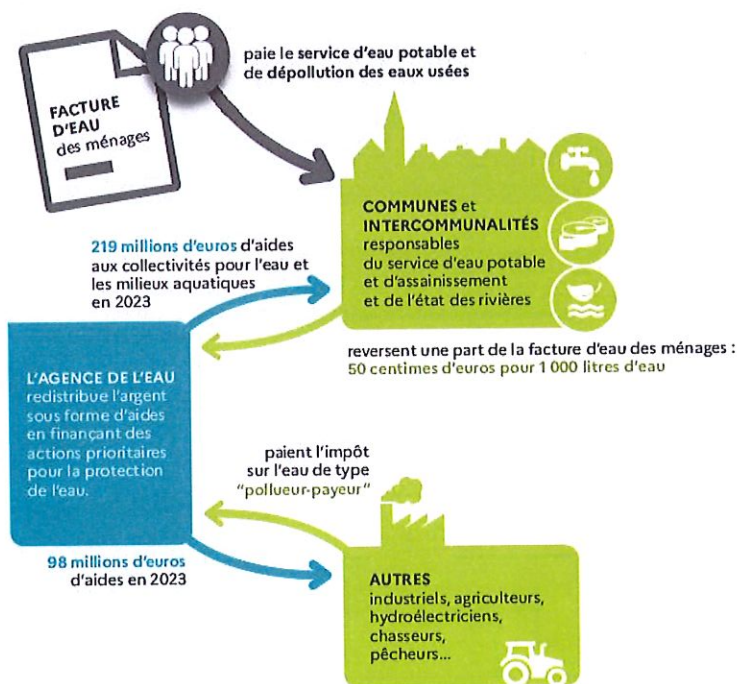 paie le service d'eau potable et
de dépollution des eaux usées
FACTURE
D'EAU
des ménages
COMMUNES et
INTERCOMMUNALITÉS
responsables
du service d'eau potable
et d'assainissement
et de l'état des rivières
219 millions d'euros d'aides
aux collectivités pour l'eau et
les milieux aquatiques
en 2023
reversent une part de la facture d'eau des ménages :
50 centimes d'euros pour 1 000 litres d'eau
L'AGENCE DE L'EAU
redistribue l'argent
sous forme d'aides
en finançant des
actions prioritaires
pour la protection
de l'eau.
paient l'impôt
sur l'eau de type
"pollueur-payeur"
98 millions d'euros
d'aides en 2023
AUTRES
industriels, agriculteurs,
hydroélectriciens,
chasseurs,
pêcheurs...